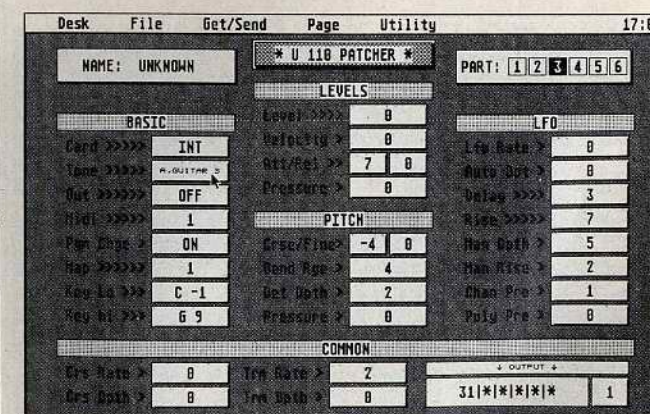 Desk File Get/Send Page Utility 17:0
NAME: UNKNOWN
* U 110 PATCHER *
PART: 1 2 3 4 5 6
LEVELS
Level >>>> 0
Velocity > 0
Att/Rel >> 7 0
Pressure > 0
BASIC
Card >>>>> INT
Tone >>>>> A.GUITAR 3
Out >>>>>> OFF
Midi >>>>> 1
Pgm Chge > ON
Map >>>>>> 1
Key Lo >>> C -1
Key hi >>> G 9
PITCH
Crse/Fine> -4 0
Bend Rge > 4
Det Dpth > 2
Pressure > 0
LFO
Lfo Rate > 0
Auto Dpt > 0
Delay >>>> 3
Rise >>>>> 7
Man Dpth > 5
Man Rise > 2
Chan Pre > 1
Poly Pre > 0
COMMON
Crs Rate > 0
Crs Dpth > 0
Trm Rate > 2
Trm Dpth > 0
↓ OUTPUT ↓
31|*|*|*|*|* 1